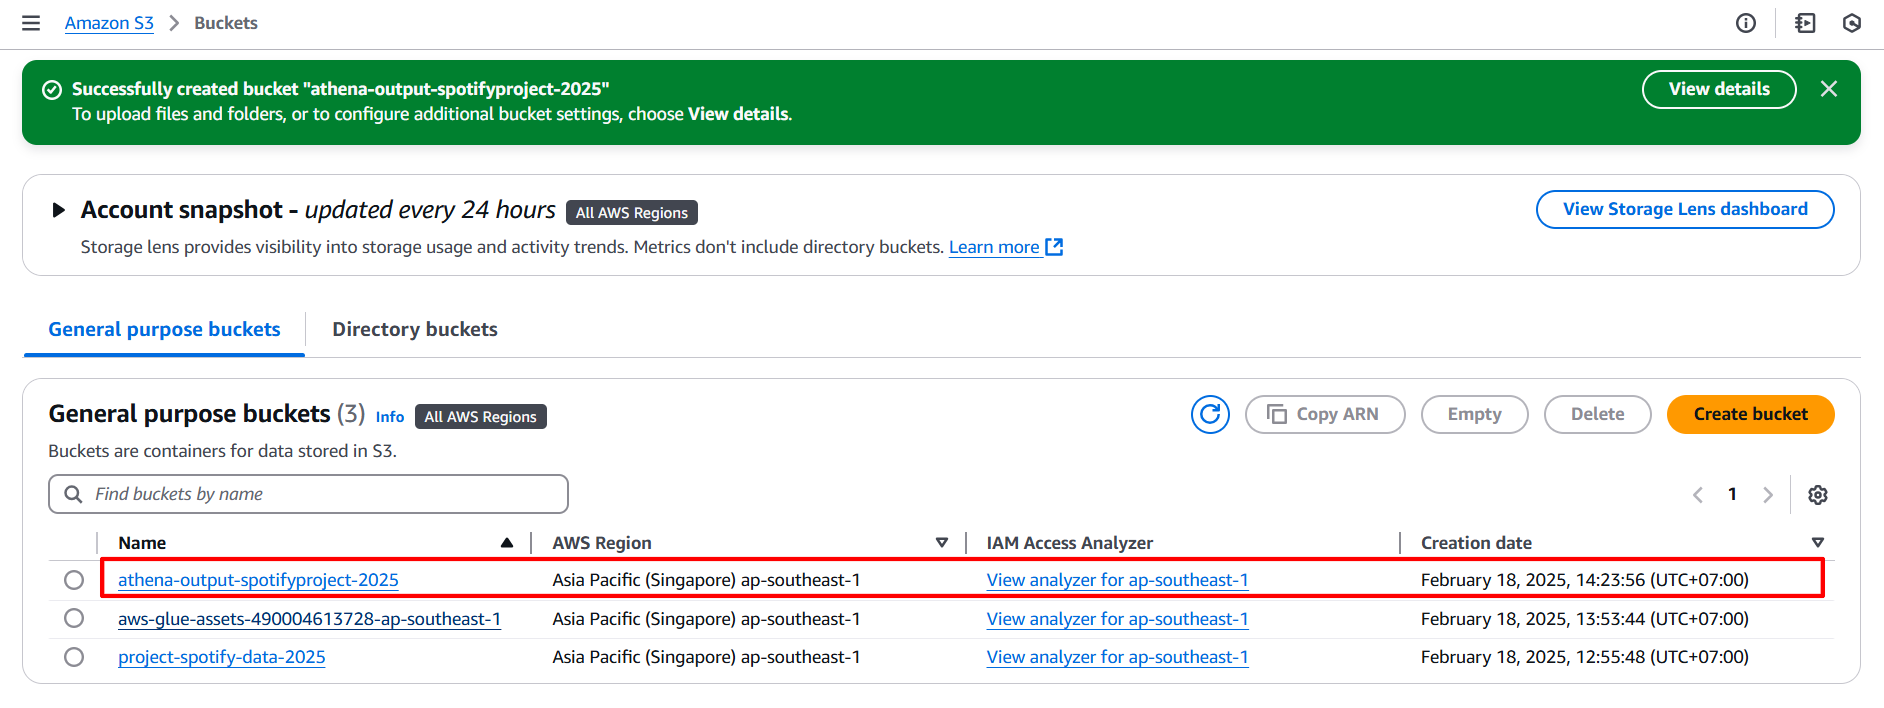 Amazon S3 > Buckets
Successfully created bucket "athena-output-spotifyproject-2025"
To upload files and folders, or to configure additional bucket settings, choose View details.
View details
Account snapshot - updated every 24 hours All AWS Regions
View Storage Lens dashboard
Storage lens provides visibility into storage usage and activity trends. Metrics don't include directory buckets. Learn more
General purpose buckets Directory buckets
General purpose buckets (3) Info All AWS Regions
Copy ARN Empty Delete Create bucket
Buckets are containers for data stored in S3.
Find buckets by name
1
Name AWS Region IAM Access Analyzer Creation date
athena-output-spotifyproject-2025 Asia Pacific (Singapore) ap-southeast-1 View analyzer for ap-southeast-1 February 18, 2025, 14:23:56 (UTC+07:00)
aws-glue-assets-490004613728-ap-southeast-1 Asia Pacific (Singapore) ap-southeast-1 View analyzer for ap-southeast-1 February 18, 2025, 13:53:44 (UTC+07:00)
project-spotify-data-2025 Asia Pacific (Singapore) ap-southeast-1 View analyzer for ap-southeast-1 February 18, 2025, 12:55:48 (UTC+07:00)